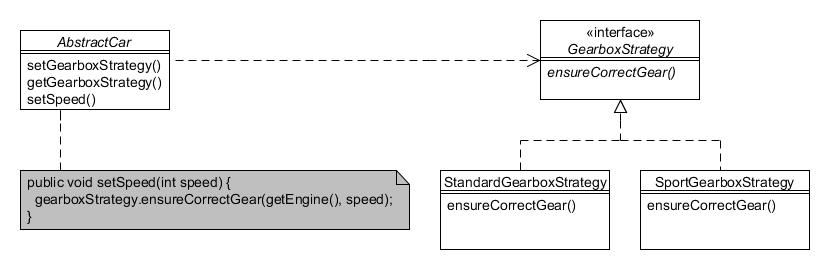 AbstractCar
setGearboxStrategy()
getGearboxStrategy()
setSpeed()
public void setSpeed(int speed) {
gearboxStrategy.ensureCorrectGear(getEngine(), speed);
}
«interface»
GearboxStrategy
ensureCorrectGear()
StandardGearboxStrategy
ensureCorrectGear()
SportGearboxStrategy
ensureCorrectGear()